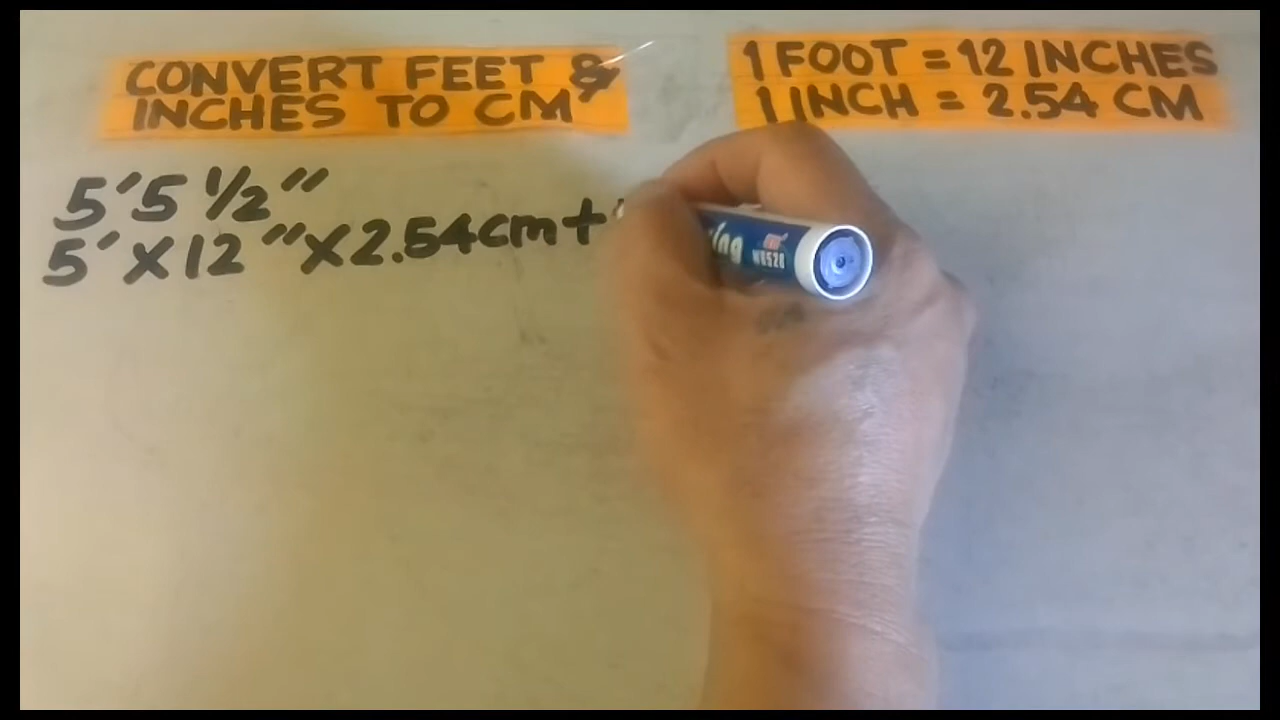 CONVERT FEET &
INCHES TO CM
1 FOOT = 12 INCHES
1 INCH = 2.54 CM
5'5 1/2"
5' X 12" X 2.54cm +